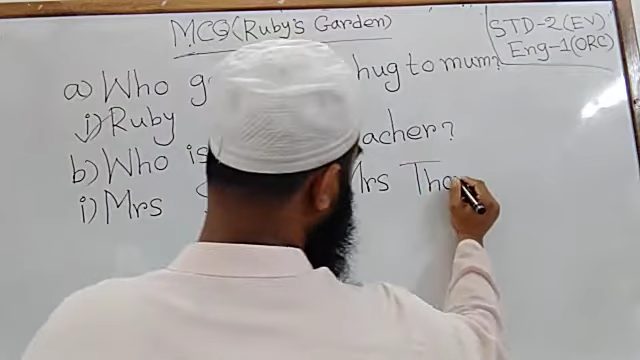 MCQ(Ruby's Garden)
STD-2(EV)
Eng-1(ORC)
a) Who g hug to mum?
i) Ruby
b) Who is acher?
i) Mrs Mrs Tho